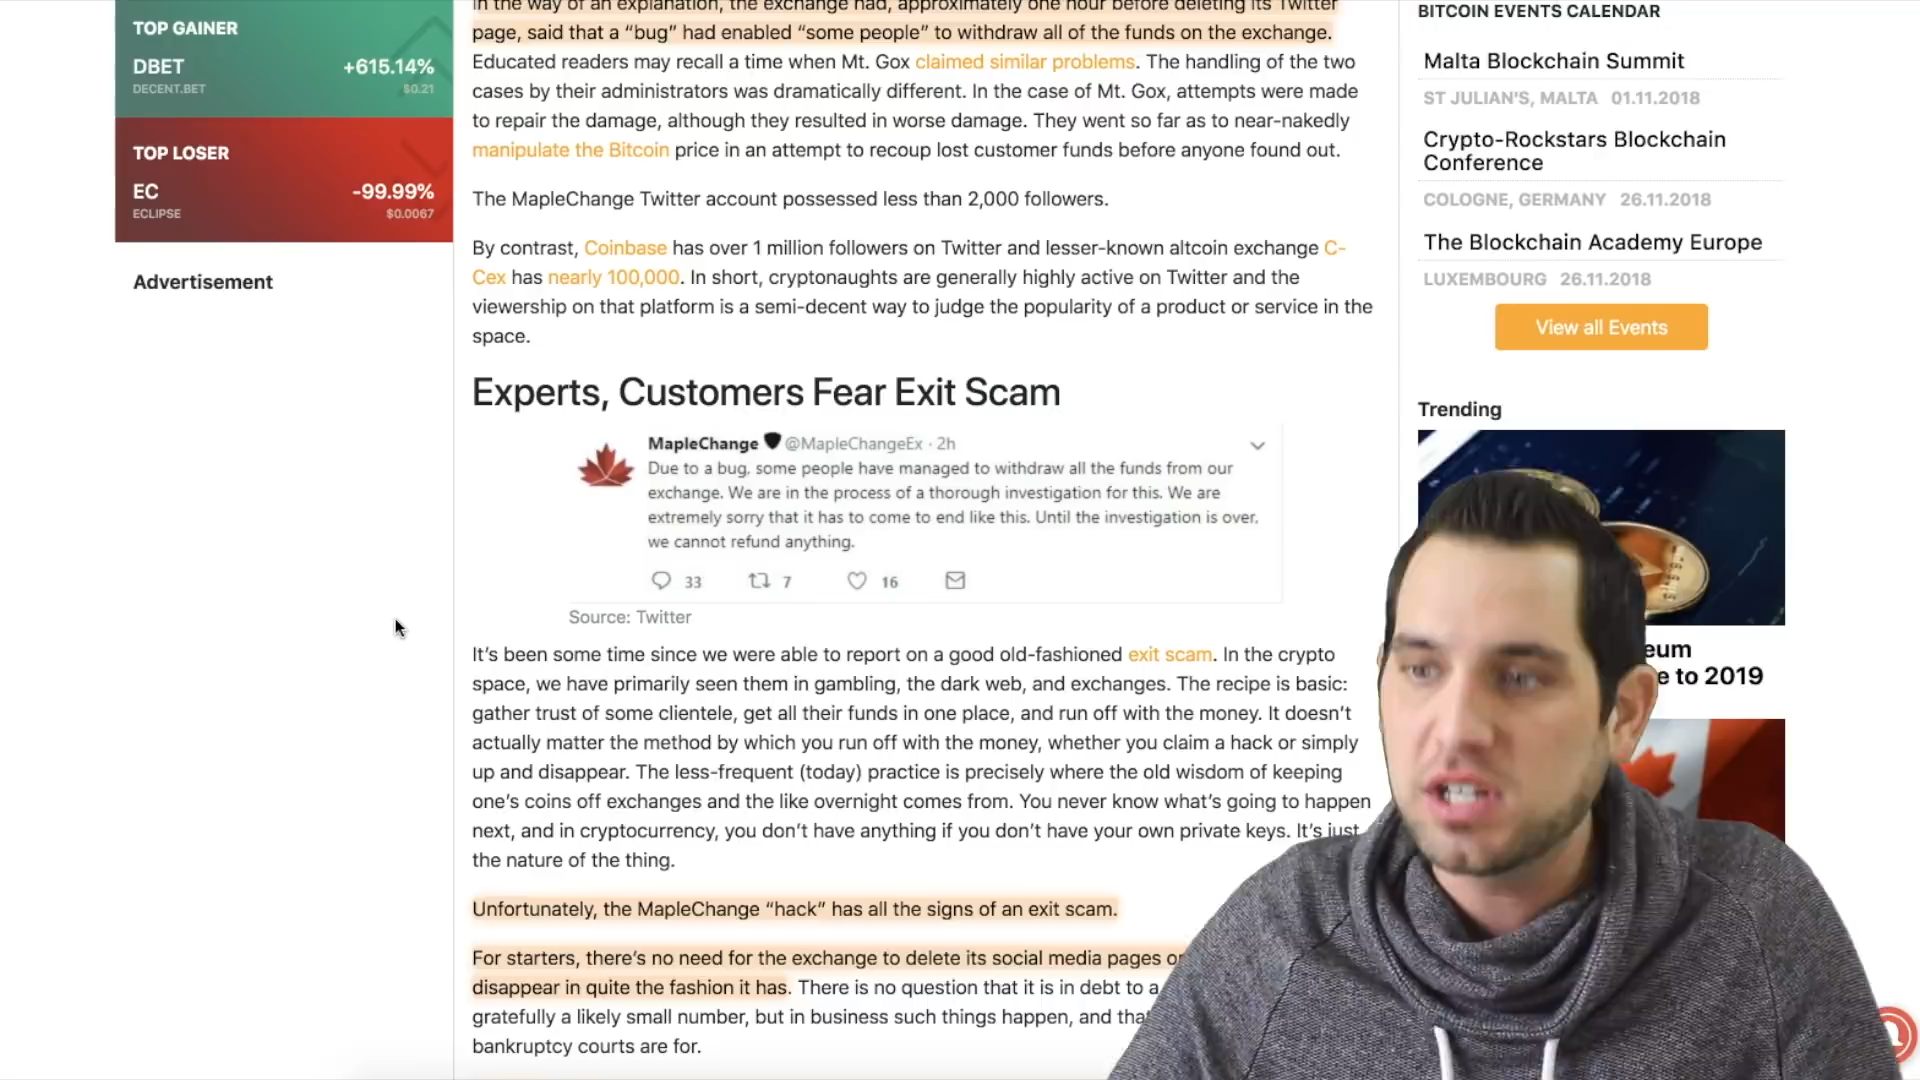 TOP GAINER
DBET +615.14%
DECENT.BET $0.21
TOP LOSER
EC -99.99%
ECLIPSE $0.0067
Advertisement
In the way of an explanation, the exchange had, approximately one hour before deleting its Twitter
page, said that a “bug” had enabled “some people” to withdraw all of the funds on the exchange.
Educated readers may recall a time when Mt. Gox claimed similar problems. The handling of the two
cases by their administrators was dramatically different. In the case of Mt. Gox, attempts were made
to repair the damage, although they resulted in worse damage. They went so far as to near-nakedly
manipulate the Bitcoin price in an attempt to recoup lost customer funds before anyone found out.
The MapleChange Twitter account possessed less than 2,000 followers.
By contrast, Coinbase has over 1 million followers on Twitter and lesser-known altcoin exchange C-
Cex has nearly 100,000. In short, cryptonaughts are generally highly active on Twitter and the
viewership on that platform is a semi-decent way to judge the popularity of a product or service in the
space.
Experts, Customers Fear Exit Scam
MapleChange @MapleChangeEx · 2h
Due to a bug, some people have managed to withdraw all the funds from our
exchange. We are in the process of a thorough investigation for this. We are
extremely sorry that it has to come to end like this. Until the investigation is over,
we cannot refund anything.
33 7 16
Source: Twitter
It’s been some time since we were able to report on a good old-fashioned exit scam. In the crypto
space, we have primarily seen them in gambling, the dark web, and exchanges. The recipe is basic:
gather trust of some clientele, get all their funds in one place, and run off with the money. It doesn’t
actually matter the method by which you run off with the money, whether you claim a hack or simply
up and disappear. The less-frequent (today) practice is precisely where the old wisdom of keeping
one’s coins off exchanges and the like overnight comes from. You never know what’s going to happen
next, and in cryptocurrency, you don’t have anything if you don’t have your own private keys. It’s just
the nature of the thing.
Unfortunately, the MapleChange “hack” has all the signs of an exit scam.
For starters, there’s no need for the exchange to delete its social media pages or
disappear in quite the fashion it has. There is no question that it is in debt to a
gratefully a likely small number, but in business such things happen, and
bankruptcy courts are for.
BITCOIN EVENTS CALENDAR
Malta Blockchain Summit
ST JULIAN'S, MALTA 01.11.2018
Crypto-Rockstars Blockchain
Conference
COLOGNE, GERMANY 26.11.2018
The Blockchain Academy Europe
LUXEMBOURG 26.11.2018
View all Events
Trending
to 2019